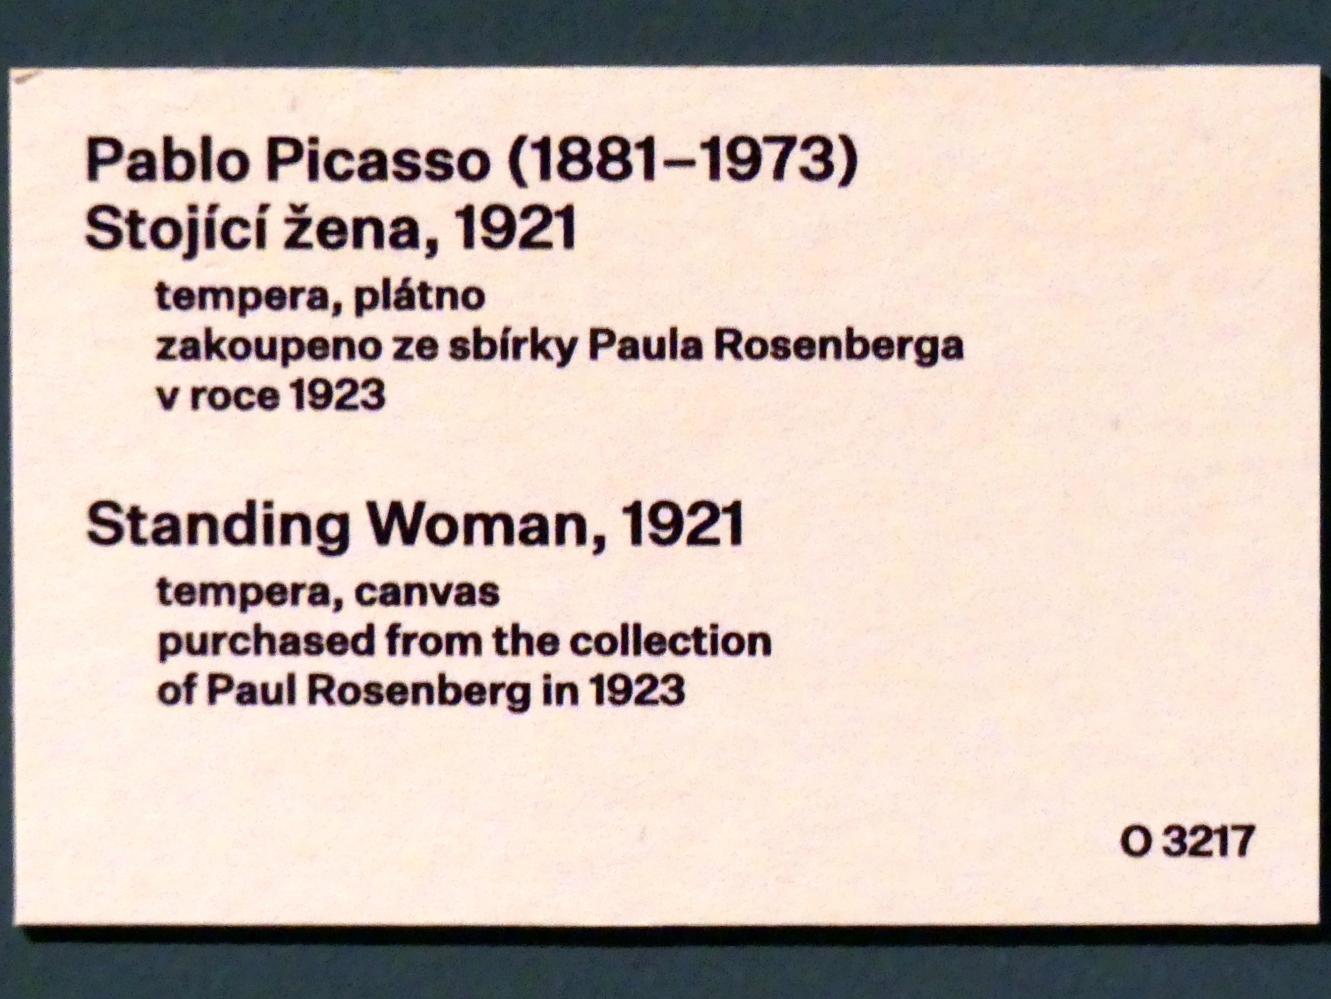 Pablo Picasso (1881–1973)
Stojící žena, 1921
tempera, plátno
zakoupeno ze sbírky Paula Rosenberga
v roce 1923
Standing Woman, 1921
tempera, canvas
purchased from the collection
of Paul Rosenberg in 1923
O 3217